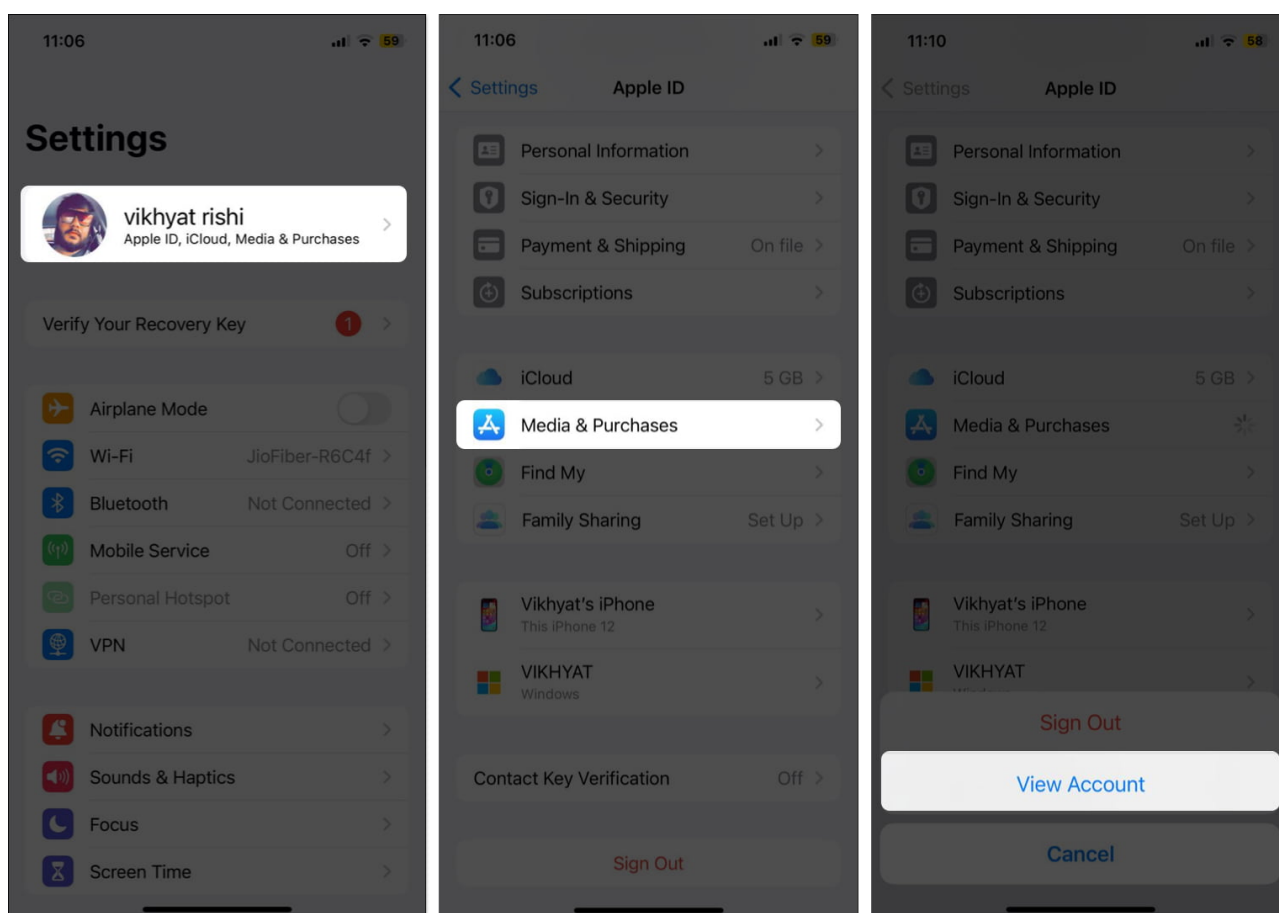 11:06
59
Settings
vikhyat rishi
Apple ID, iCloud, Media & Purchases
Verify Your Recovery Key
1
Airplane Mode
Wi-Fi JioFiber-R6C4f
Bluetooth Not Connected
Mobile Service Off
Personal Hotspot Off
VPN Not Connected
Notifications
Sounds & Haptics
Focus
Screen Time
11:06
59
Settings Apple ID
Personal Information
Sign-In & Security
Payment & Shipping On file
Subscriptions
iCloud 5 GB
Media & Purchases
Find My
Family Sharing Set Up
Vikhyat's iPhone
This iPhone 12
VIKHYAT
Windows
Contact Key Verification Off
Sign Out
11:10
58
Settings Apple ID
Personal Information
Sign-In & Security
Payment & Shipping On file
Subscriptions
iCloud 5 GB
Media & Purchases
Find My
Family Sharing Set Up
Vikhyat's iPhone
This iPhone 12
VIKHYAT
Windows
Sign Out
View Account
Cancel